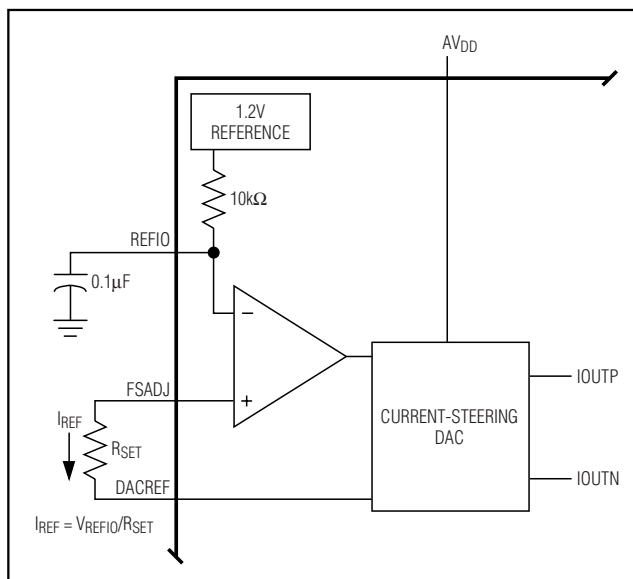 AVDD
1.2V
REFERENCE
10kΩ
REFIO
0.1µF
−
FSADJ
+
IREF
RSET
CURRENT-STEERING
DAC
IOUTP
IOUTN
DACREF
IREF = VREFIO/RSET